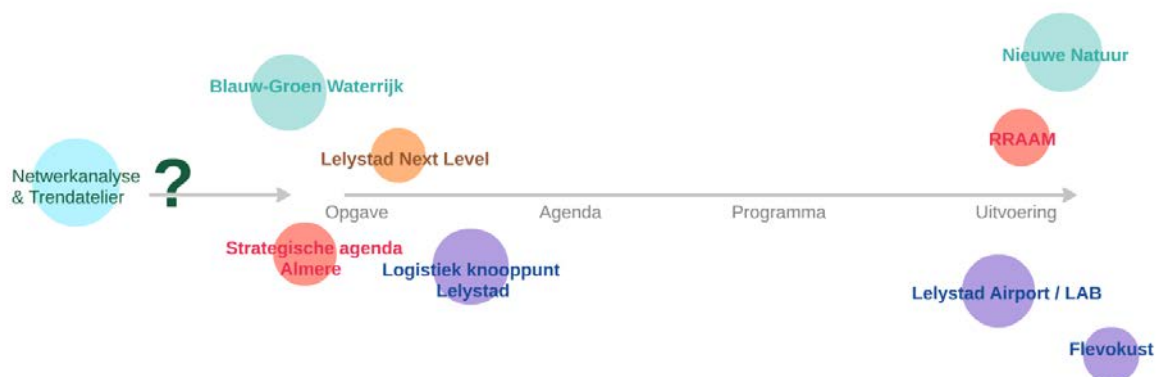 Nieuwe Natuur
Blauw-Groen Waterrijk
RRAAM
Lelystad Next Level
Netwerkanalyse
& Trendatelier
?
Opgave
Agenda
Programma
Uitvoering
Strategische agenda
Almere
Logistiek knooppunt
Lelystad
Lelystad Airport / LAB
Flevokust